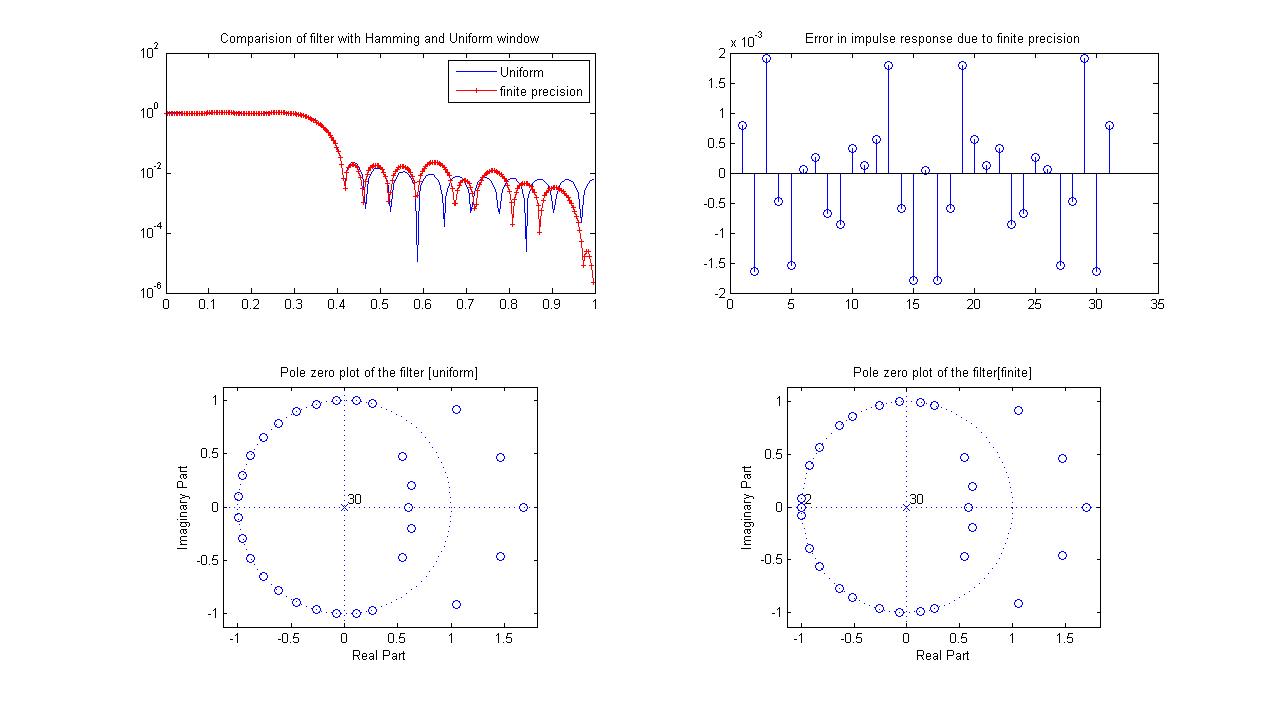 Comparision of filter with Hamming and Uniform window
10^2
10^0
10^-2
10^-4
10^-6
0 0.1 0.2 0.3 0.4 0.5 0.6 0.7 0.8 0.9 1
Uniform
finite precision
Error in impulse response due to finite precision
x 10^-3
2
1.5
1
0.5
0
-0.5
-1
-1.5
-2
0 5 10 15 20 25 30 35
Pole zero plot of the filter [uniform]
Imaginary Part
1
0.5
0
-0.5
-1
30
-1 -0.5 0 0.5 1 1.5
Real Part
Pole zero plot of the filter[finite]
Imaginary Part
1
0.5
0
-0.5
-1
2
30
-1 -0.5 0 0.5 1 1.5
Real Part